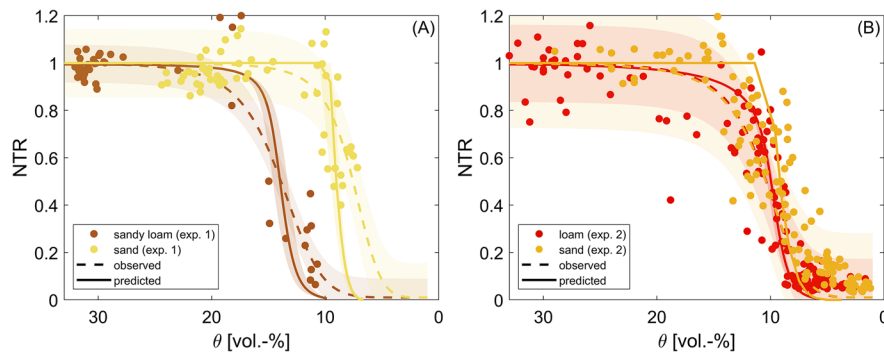 (A)
1.2
1
0.8
0.6
0.4
0.2
0
NTR
sandy loam (exp. 1)
sand (exp. 1)
observed
predicted
30 20 10 0
θ [vol.-%]
(B)
1.2
1
0.8
0.6
0.4
0.2
0
NTR
loam (exp. 2)
sand (exp. 2)
observed
predicted
30 20 10 0
θ [vol.-%]